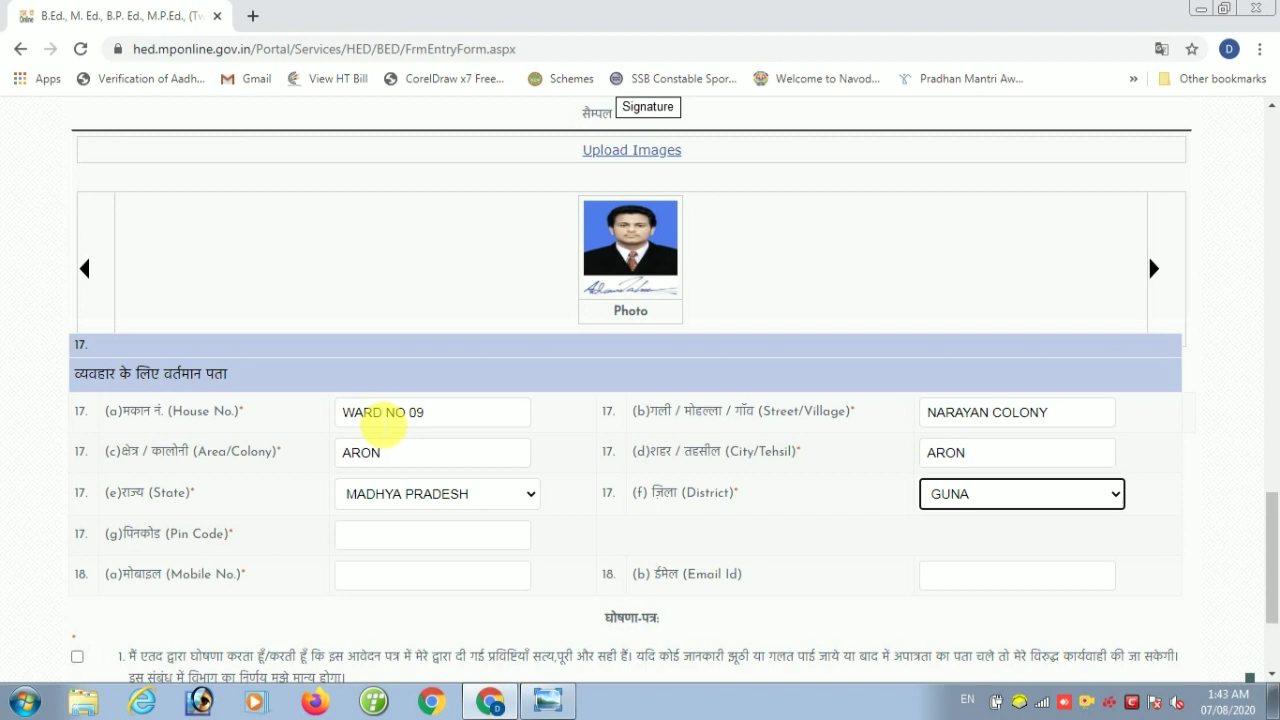 B.Ed., M. Ed., B.P. Ed., M.P.Ed., (Tw
hed.mponline.gov.in/Portal/Services/HED/BED/FrmEntryForm.aspx
D
Apps
Verification of Aadh...
Gmail
View HT Bill
CorelDraw x7 Free...
Schemes
SSB Constable Spor...
Welcome to Navod...
Pradhan Mantri Aw...
»
Other bookmarks
सैम्पल Signature
Upload Images
Photo
17.
व्यवहार के लिए वर्तमान पता
17. (a)मकान नं. (House No.)* WARD NO 09 17. (b)गली / मोहल्ला / गॉव (Street/Village)* NARAYAN COLONY
17. (c)क्षेत्र / कालोनी (Area/Colony)* ARON 17. (d)शहर / तहसील (City/Tehsil)* ARON
17. (e)राज्य (State)* MADHYA PRADESH 17. (f) जिला (District)* GUNA
17. (g)पिनकोड (Pin Code)*
18. (a)मोबाइल (Mobile No.)* 18. (b) ईमेल (Email Id)
घोषणा-पत्र:
*
1. मैं एतद द्वारा घोषणा करता हूँ/करती हूँ कि इस आवेदन पत्र में मेरे द्वारा दी गई प्रविष्टियाँ सत्य,पूरी और सही हैं। यदि कोई जानकारी झूठी या गलत पाई जाये या बाद में अपात्रता का पता चले तो मेरे विरुद्ध कार्यवाही की जा सकेगी।
इस संबंध में विभाग का निर्णय मुझे मान्य होगा।
EN
1:43 AM
07/08/2020